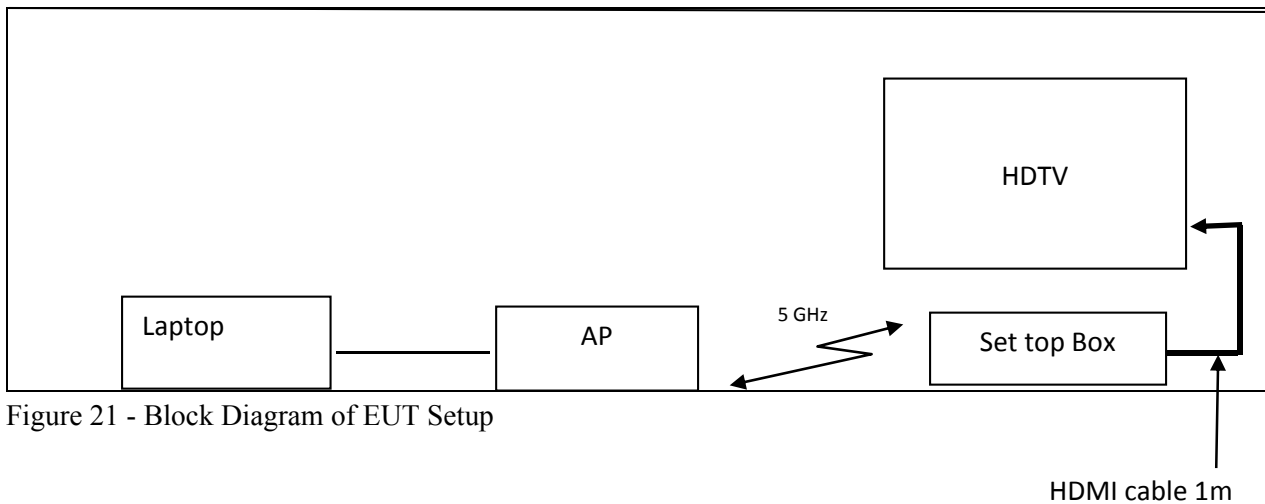 HDTV
5 GHz
Laptop
AP
Set top Box
Figure 21 - Block Diagram of EUT Setup
HDMI cable 1m